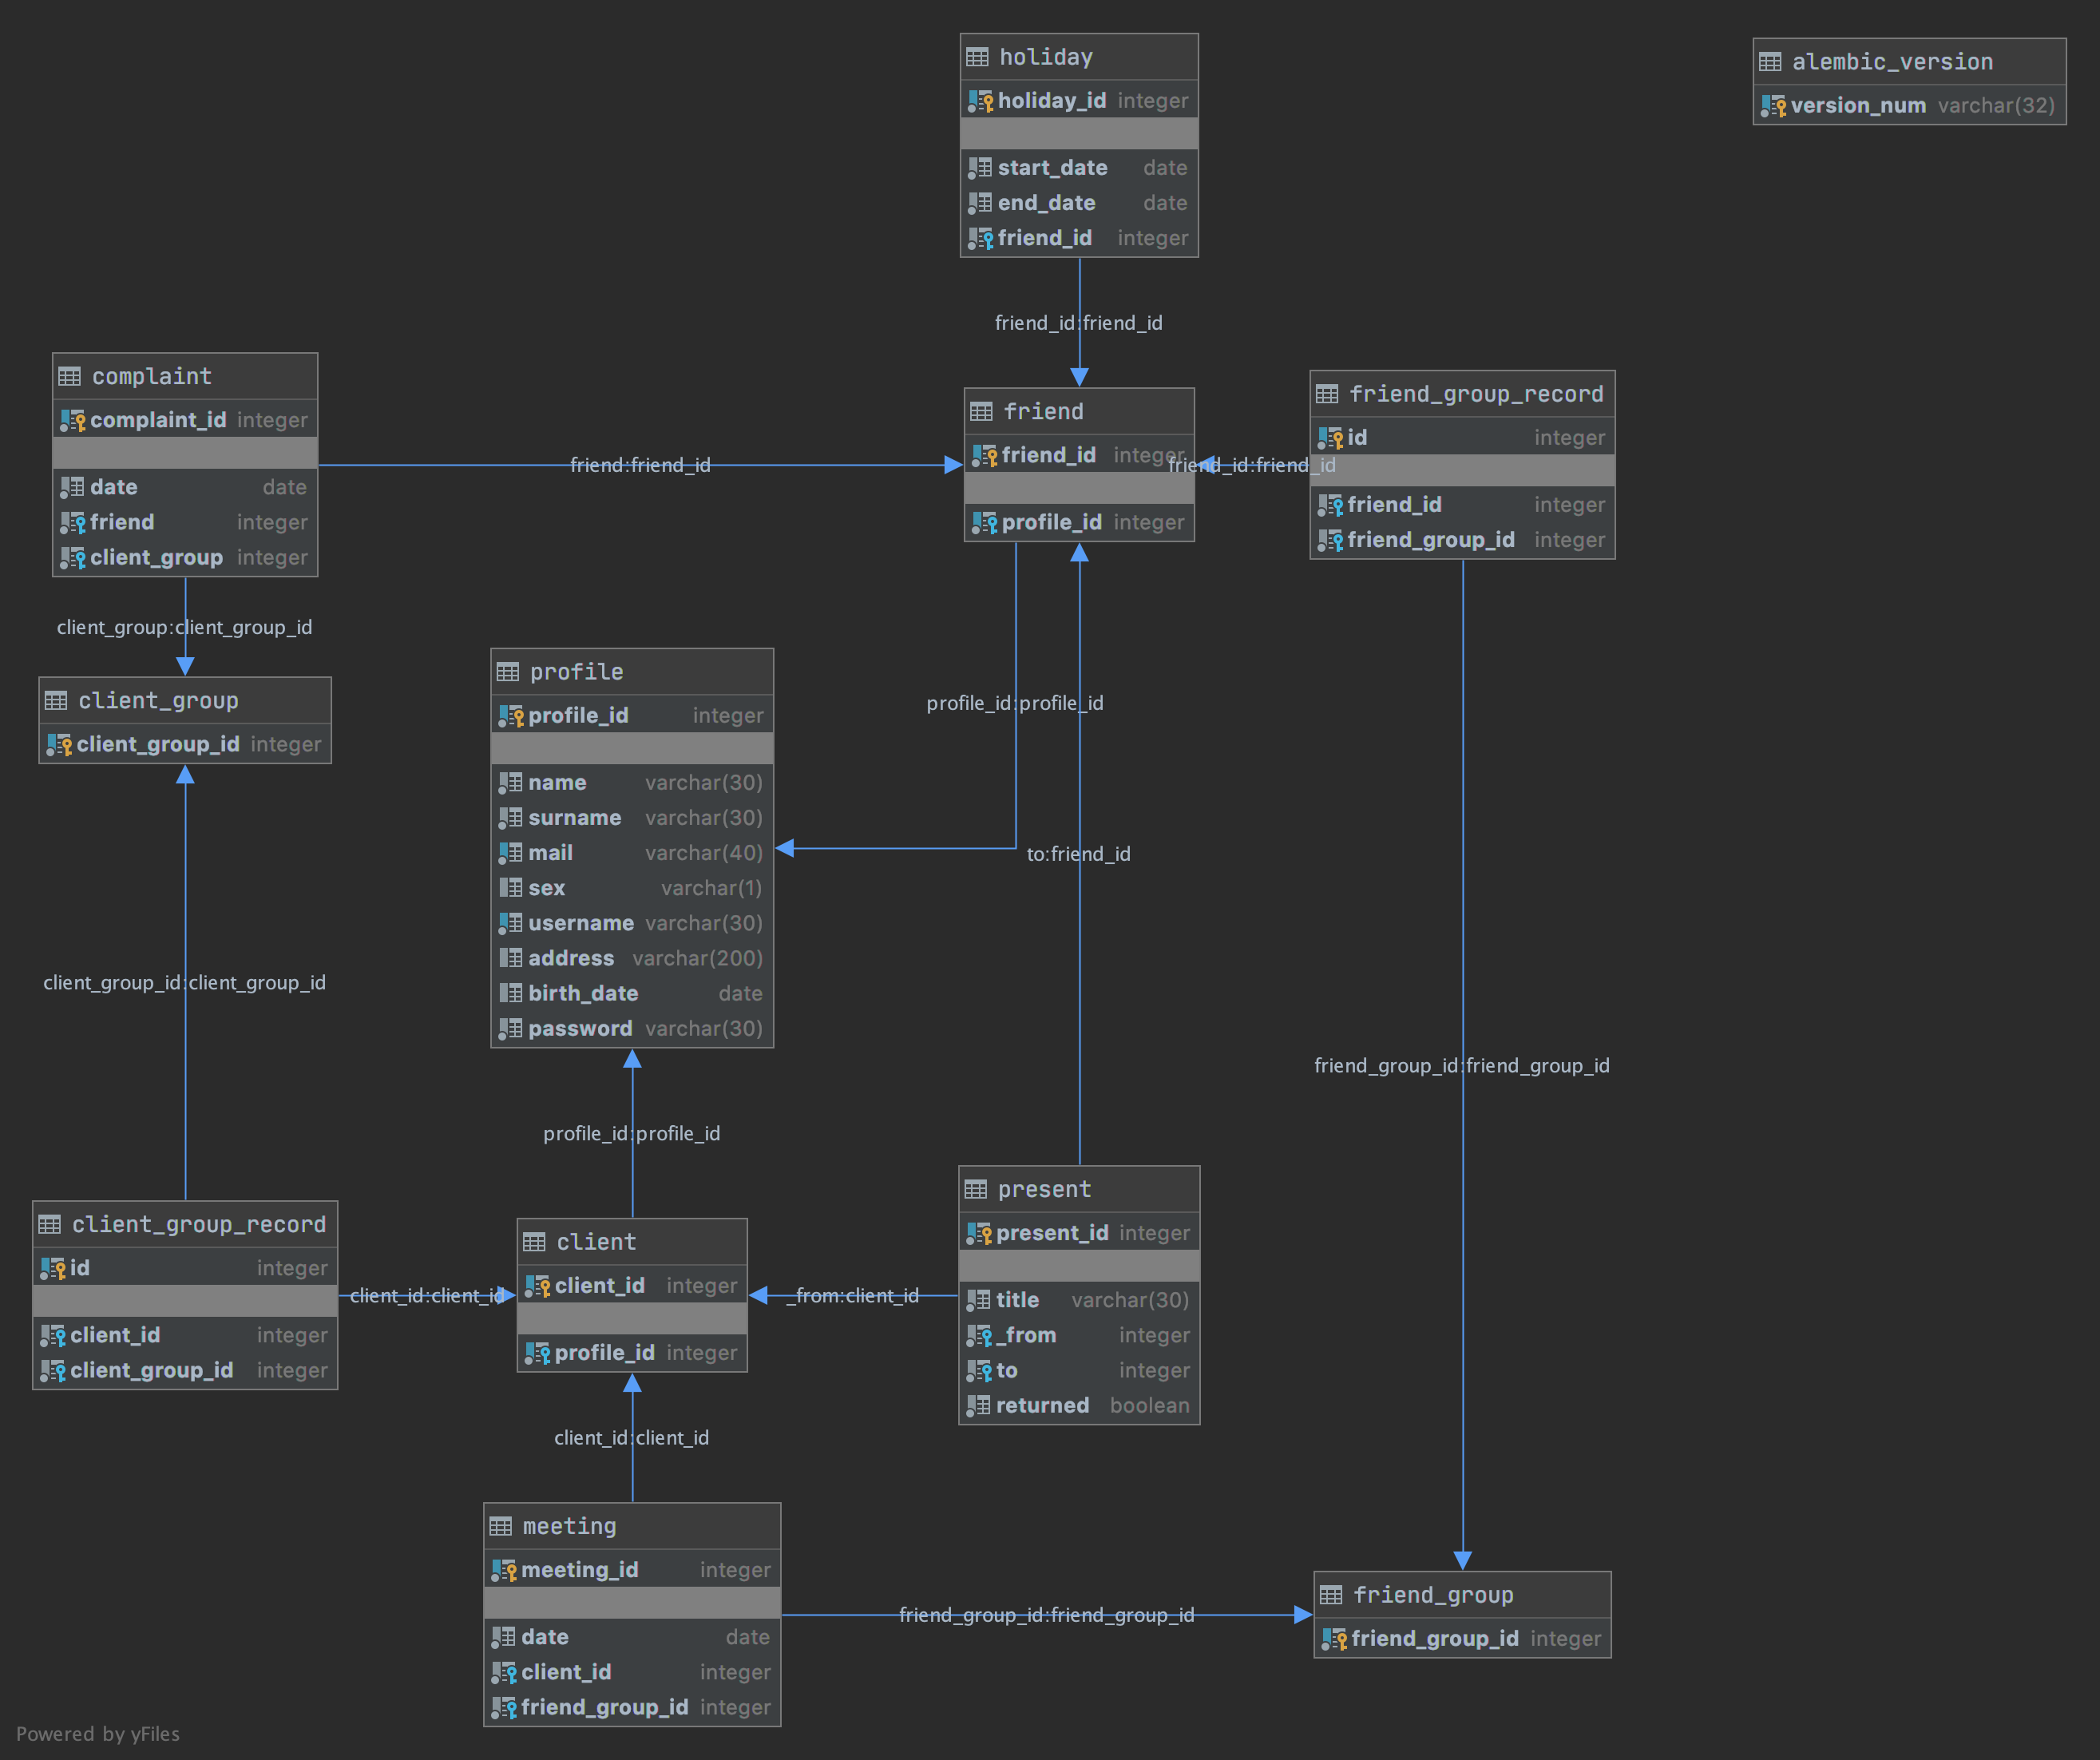 holiday
holiday_id integer
start_date date
end_date date
friend_id integer
alembic_version
version_num varchar(32)
friend_id:friend_id
complaint
complaint_id integer
date date
friend integer
client_group integer
friend:friend_id
friend
friend_id integer
profile_id integer
friend_id:friend_id
friend_group_record
id integer
friend_id integer
friend_group_id integer
client_group:client_group_id
client_group
client_group_id integer
profile
profile_id integer
name varchar(30)
surname varchar(30)
mail varchar(40)
sex varchar(1)
username varchar(30)
address varchar(200)
birth_date date
password varchar(30)
profile_id:profile_id
to:friend_id
client_group_id:client_group_id
friend_group_id:friend_group_id
profile_id:profile_id
client_group_record
id integer
client_id integer
client_group_id integer
client_id:client_id
client
client_id integer
profile_id integer
_from:client_id
present
present_id integer
title varchar(30)
_from integer
to integer
returned boolean
client_id:client_id
meeting
meeting_id integer
date date
client_id integer
friend_group_id integer
friend_group_id:friend_group_id
friend_group
friend_group_id integer
Powered by yFiles